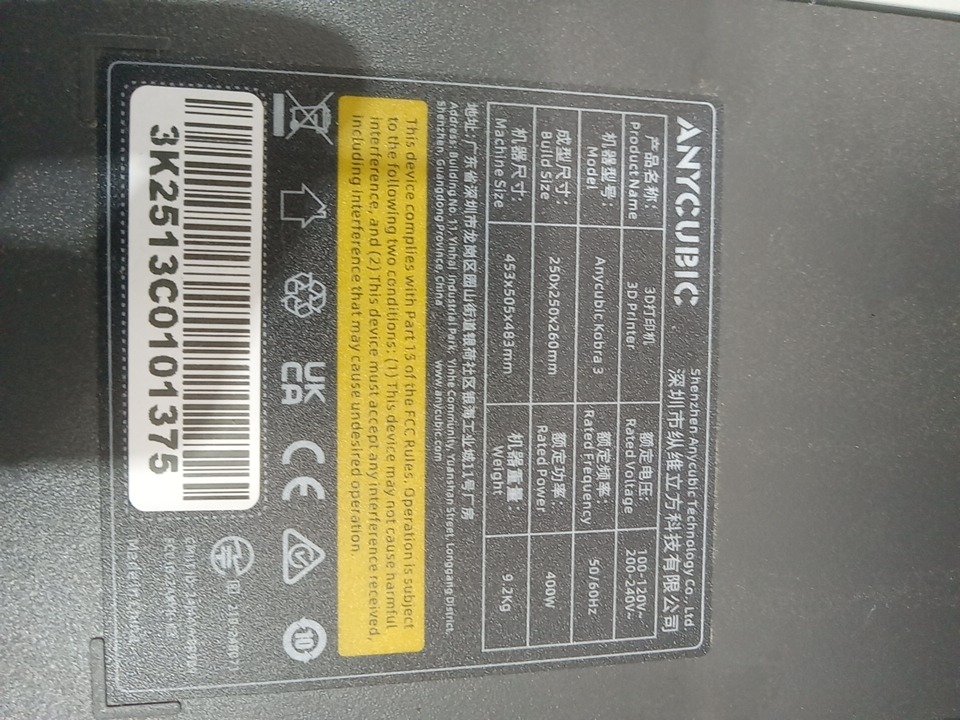 ANYCUBIC
Shenzhen Anycubic Technology Co., Ltd
深圳市纵维立方科技有限公司
产品名称: 3D打印机 额定电压: 100-120V~
Product Name 3D Printer Rated Voltage 200-240V~
机器型号: Anycubic Kobra 3 额定频率: 50/60Hz
Model Rated Frequency
成型尺寸: 250x250x260mm 额定功率: 400W
Build Size Rated Power
机器尺寸: 453x505x483mm 机器重量: 9.2Kg
Machine Size Weight
地址: 广东省深圳市龙岗区园山街道银荷社区银海工业城11号厂房
Address: Building No. 11, Yinhai Industrial Park, Yinhe Community, Yuanshan Street, Longgang District,
Shenzhen, Guangdong Province, China www.anycubic.com
This device complies with Part 15 of the FCC Rules. Operation is subject
to the following two conditions: (1) This device may not cause harmful
interference, and (2) This device must accept any interference received,
including interference that may cause undesired operation.
UK
CA
CE
10
3K2513C0101375